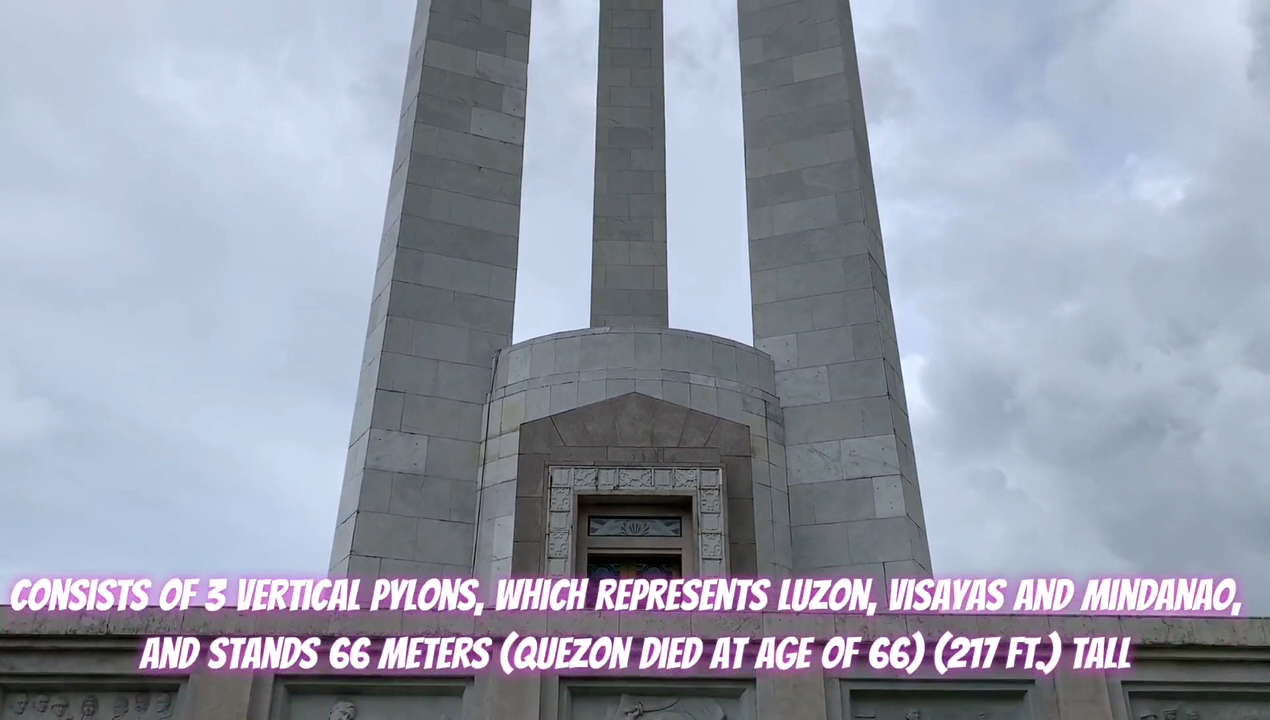 CONSISTS OF 3 VERTICAL PYLONS, WHICH REPRESENTS LUZON, VISAYAS AND MINDANAO,
AND STANDS 66 METERS (QUEZON DIED AT AGE OF 66) (217 FT.) TALL